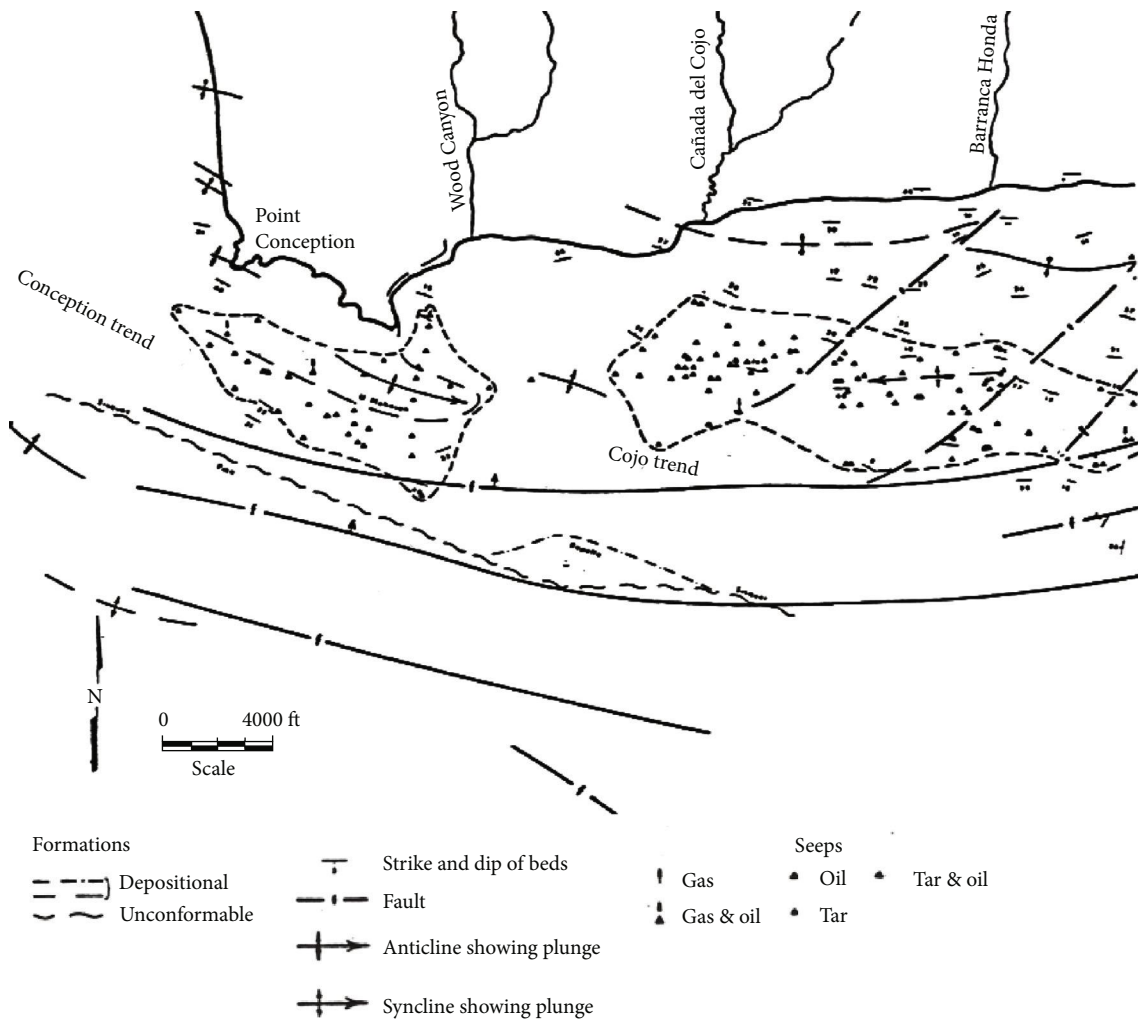 Wood Canyon
Cañada del Cojo
Barranca Honda
Point
Conception
Conception trend
Cojo trend
N
0 4000 ft
Scale
Formations
Depositional
Unconformable
Strike and dip of beds
Fault
Anticline showing plunge
Syncline showing plunge
Seeps
Gas
Oil
Tar & oil
Gas & oil
Tar